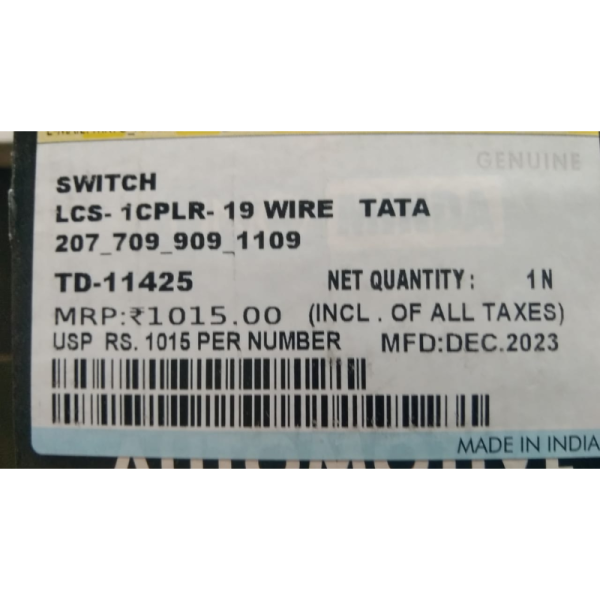 GENUINE
SWITCH
LCS- 1CPLR- 19 WIRE TATA
207_709_909_1109
TD-11425 NET QUANTITY : 1 N
MRP:₹1015.00 (INCL . OF ALL TAXES)
USP RS. 1015 PER NUMBER MFD:DEC.2023
MADE IN INDIA
AUTOMOTIVE